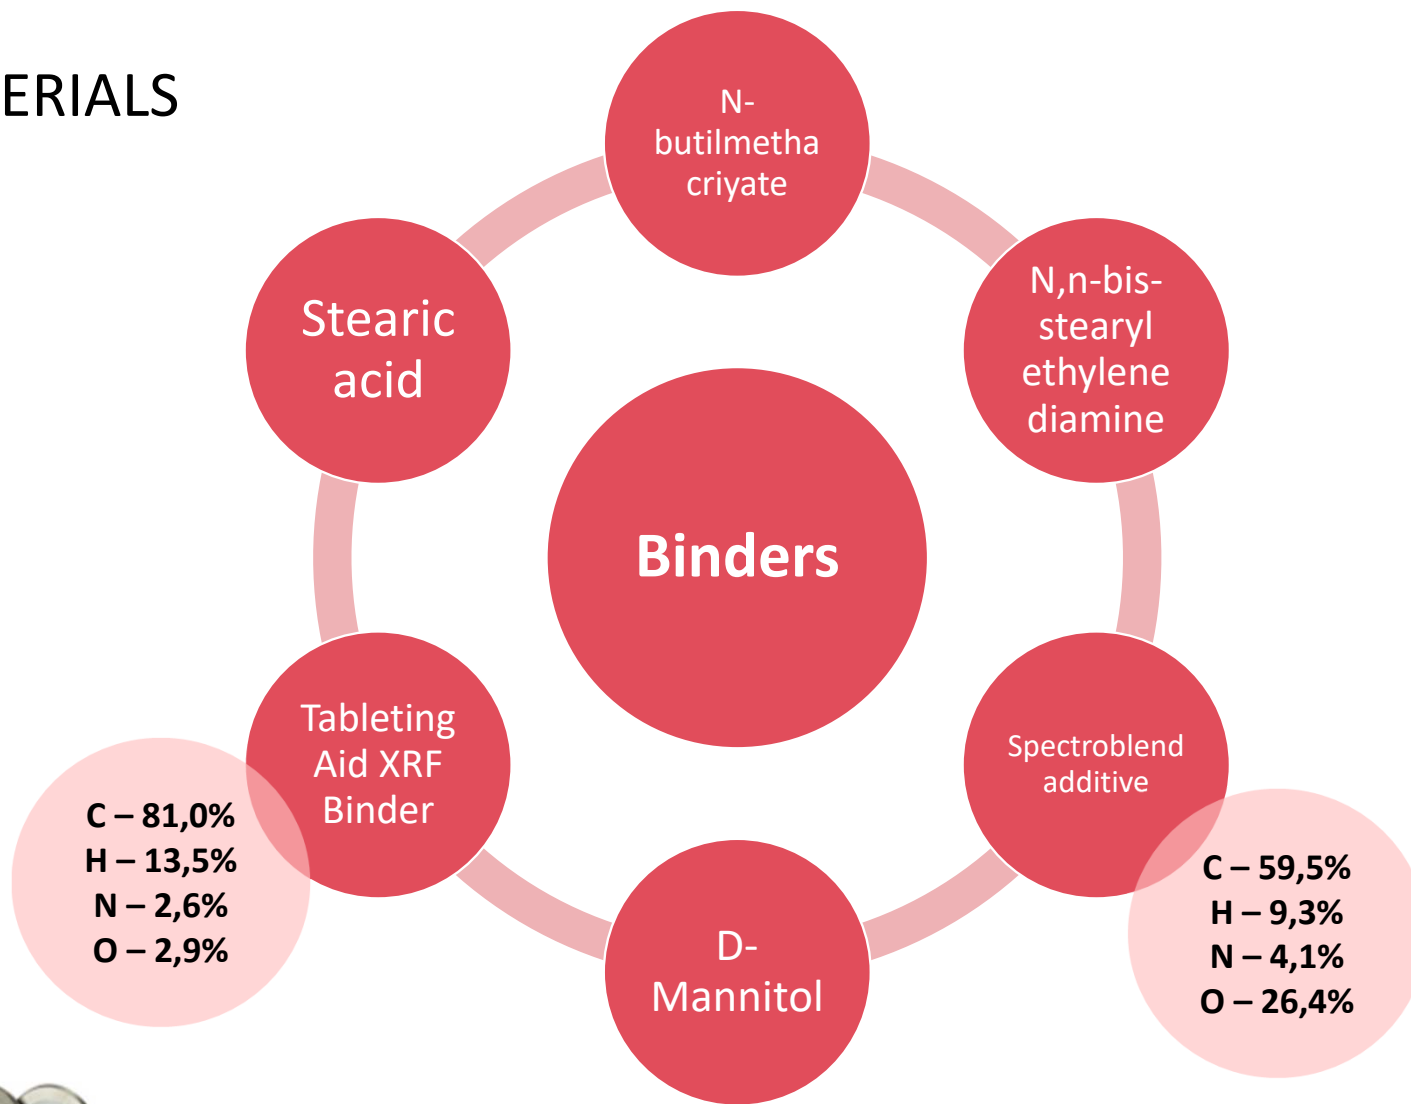 ERIALS
N-
butilmetha
criyate
N,n-bis-
stearyl
ethylene
diamine
Stearic
acid
Binders
Tableting
Aid XRF
Binder
Spectroblend
additive
C – 81,0%
H – 13,5%
N – 2,6%
O – 2,9%
C – 59,5%
H – 9,3%
N – 4,1%
O – 26,4%
D-
Mannitol